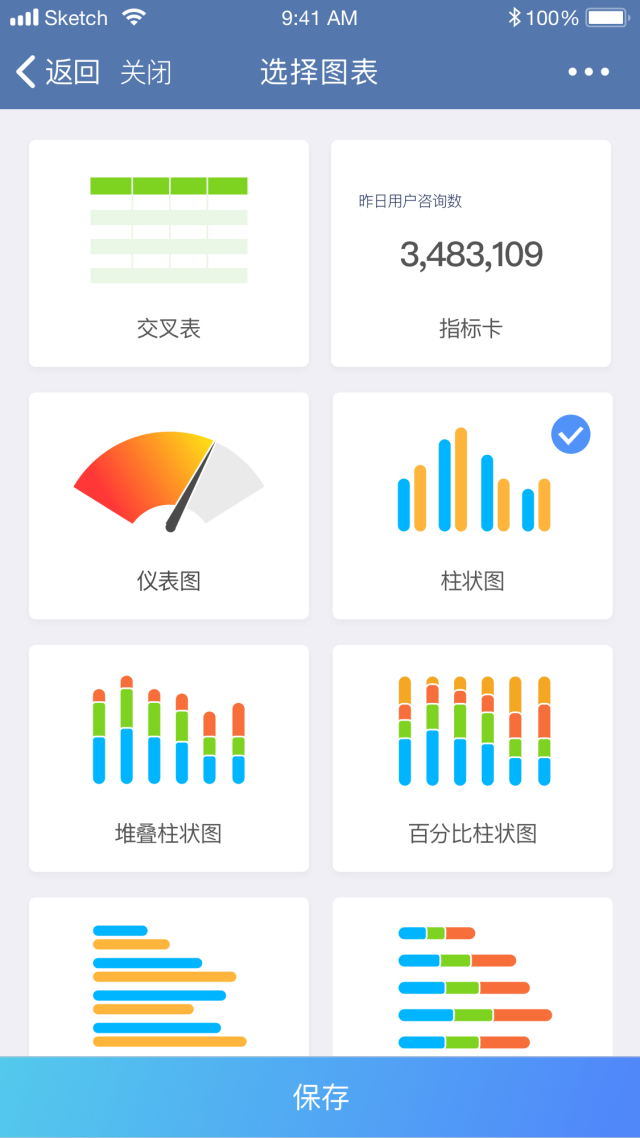 Sketch 9:41 AM 100%
返回 关闭 选择图表
昨日用户咨询数
3,483,109
交叉表 指标卡
仪表图 柱状图
堆叠柱状图 百分比柱状图
保存